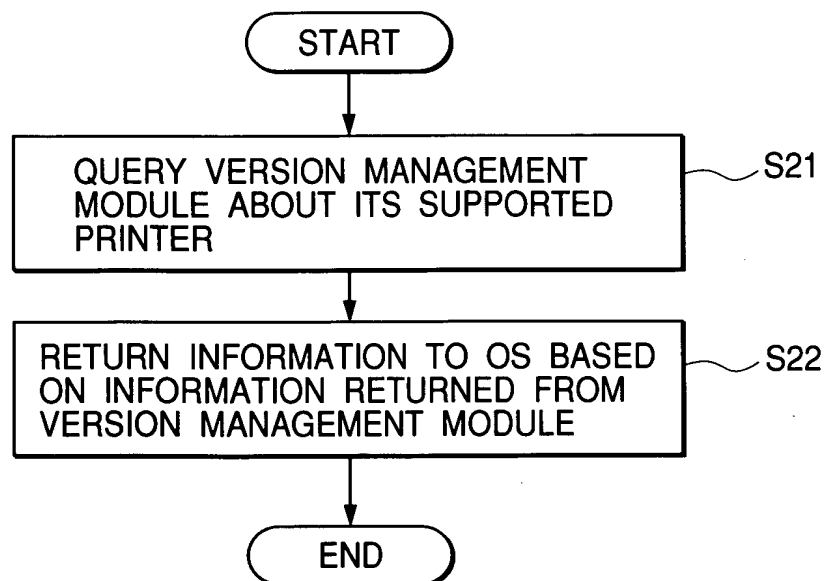 START
QUERY VERSION MANAGEMENT
MODULE ABOUT ITS SUPPORTED
PRINTER
S21
RETURN INFORMATION TO OS BASED
ON INFORMATION RETURNED FROM
VERSION MANAGEMENT MODULE
S22
END